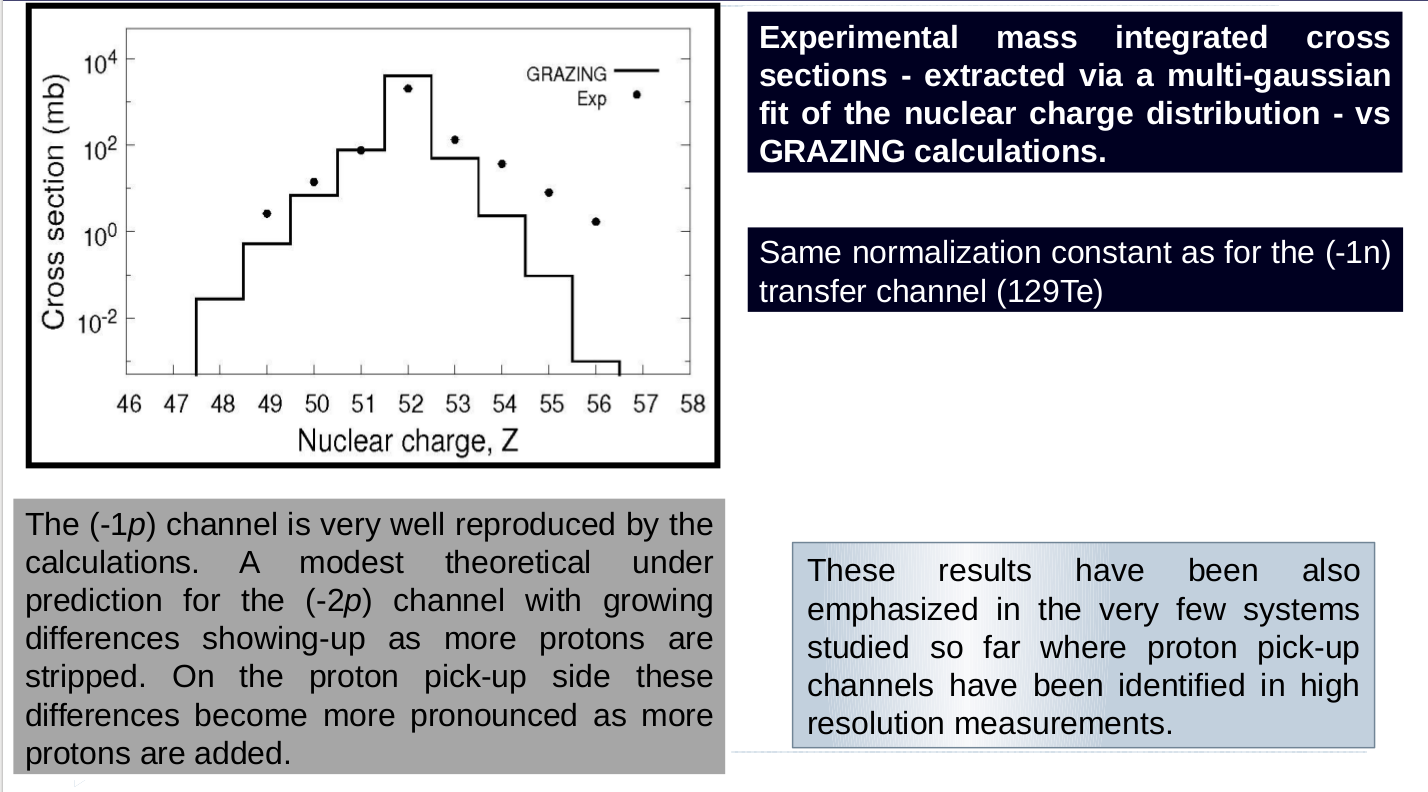 Experimental mass integrated cross
sections - extracted via a multi-gaussian
fit of the nuclear charge distribution - vs
GRAZING calculations.
10⁴
10²
10⁰
10⁻²
Cross section (mb)
GRAZING
Exp
46 47 48 49 50 51 52 53 54 55 56 57 58
Nuclear charge, Z
Same normalization constant as for the (-1n)
transfer channel (129Te)
The (-1p) channel is very well reproduced by the
calculations. A modest theoretical under
prediction for the (-2p) channel with growing
differences showing-up as more protons are
stripped. On the proton pick-up side these
differences become more pronounced as more
protons are added.
These results have been also
emphasized in the very few systems
studied so far where proton pick-up
channels have been identified in high
resolution measurements.